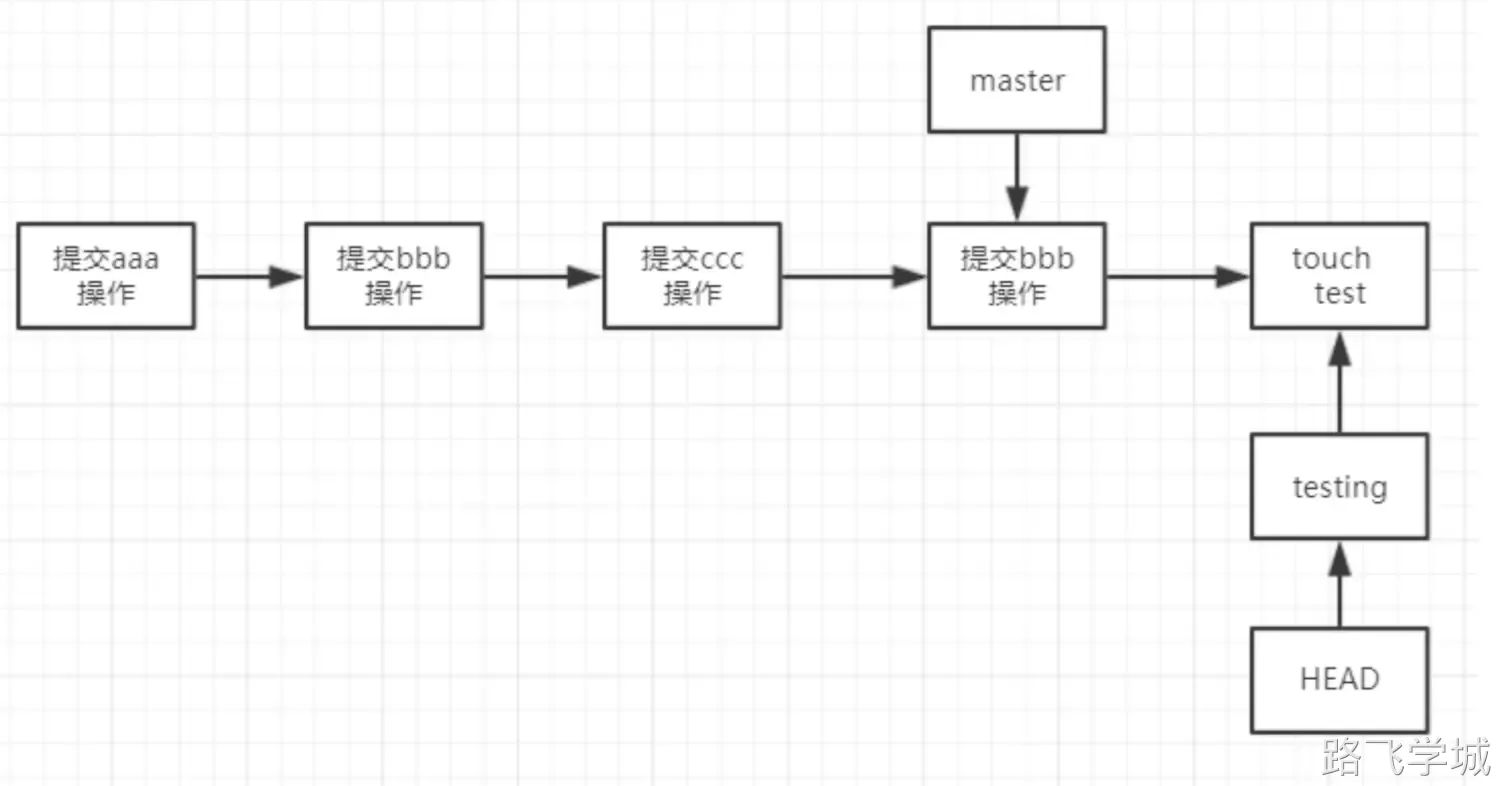 master
提交aaa
操作
提交bbb
操作
提交ccc
操作
提交bbb
操作
touch
test
testing
HEAD
路飞学城